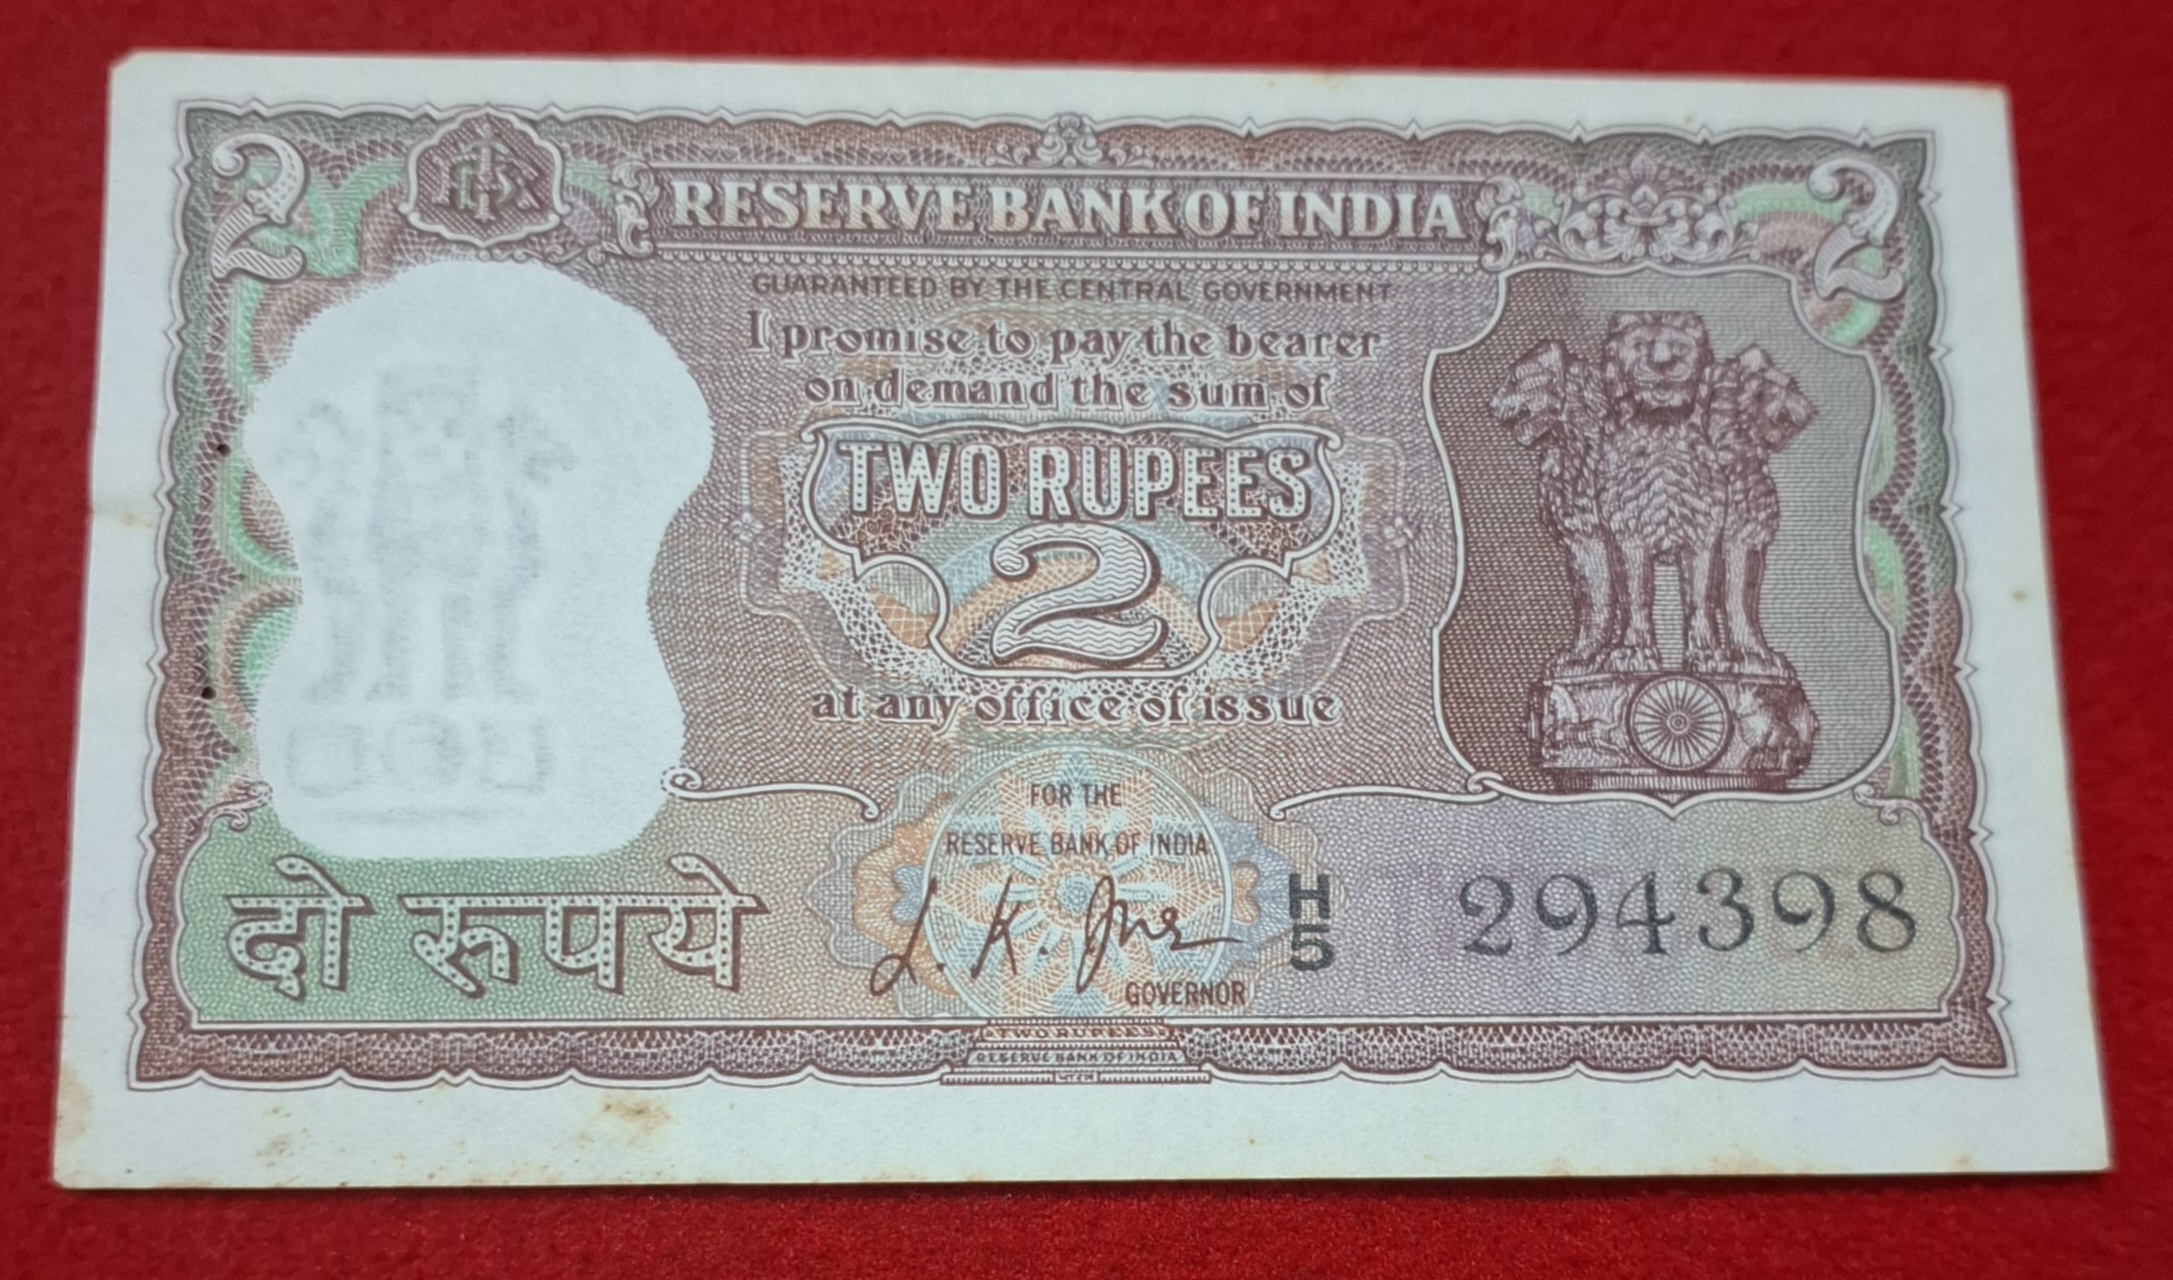 2 RESERVE BANK OF INDIA 2
GUARANTEED BY THE CENTRAL GOVERNMENT
I promise to pay the bearer
on demand the sum of
TWO RUPEES
2
at any office of issue
FOR THE
RESERVE BANK OF INDIA
GOVERNOR
दो रुपये
H
5
294398
TWO RUPEES
RESERVE BANK OF INDIA
भारत